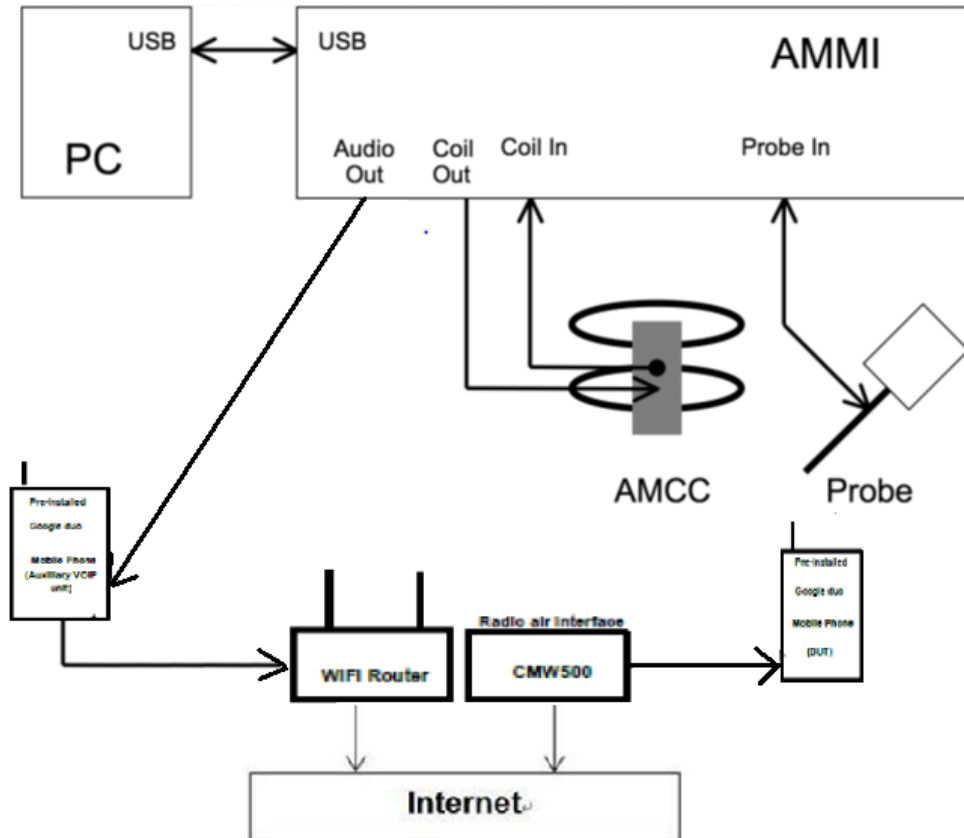 USB
USB
AMMI
PC
Audio
Out
Coil
Out
Coil In
Probe In
AMCC
Probe
Pre-installed
Google duo
Mobile Phone
(Auxiliary VOIP
unit)
Pre-installed
Google duo
Mobile Phone
(DUT)
Radio air interface
WIFI Router
CMW500
Internet